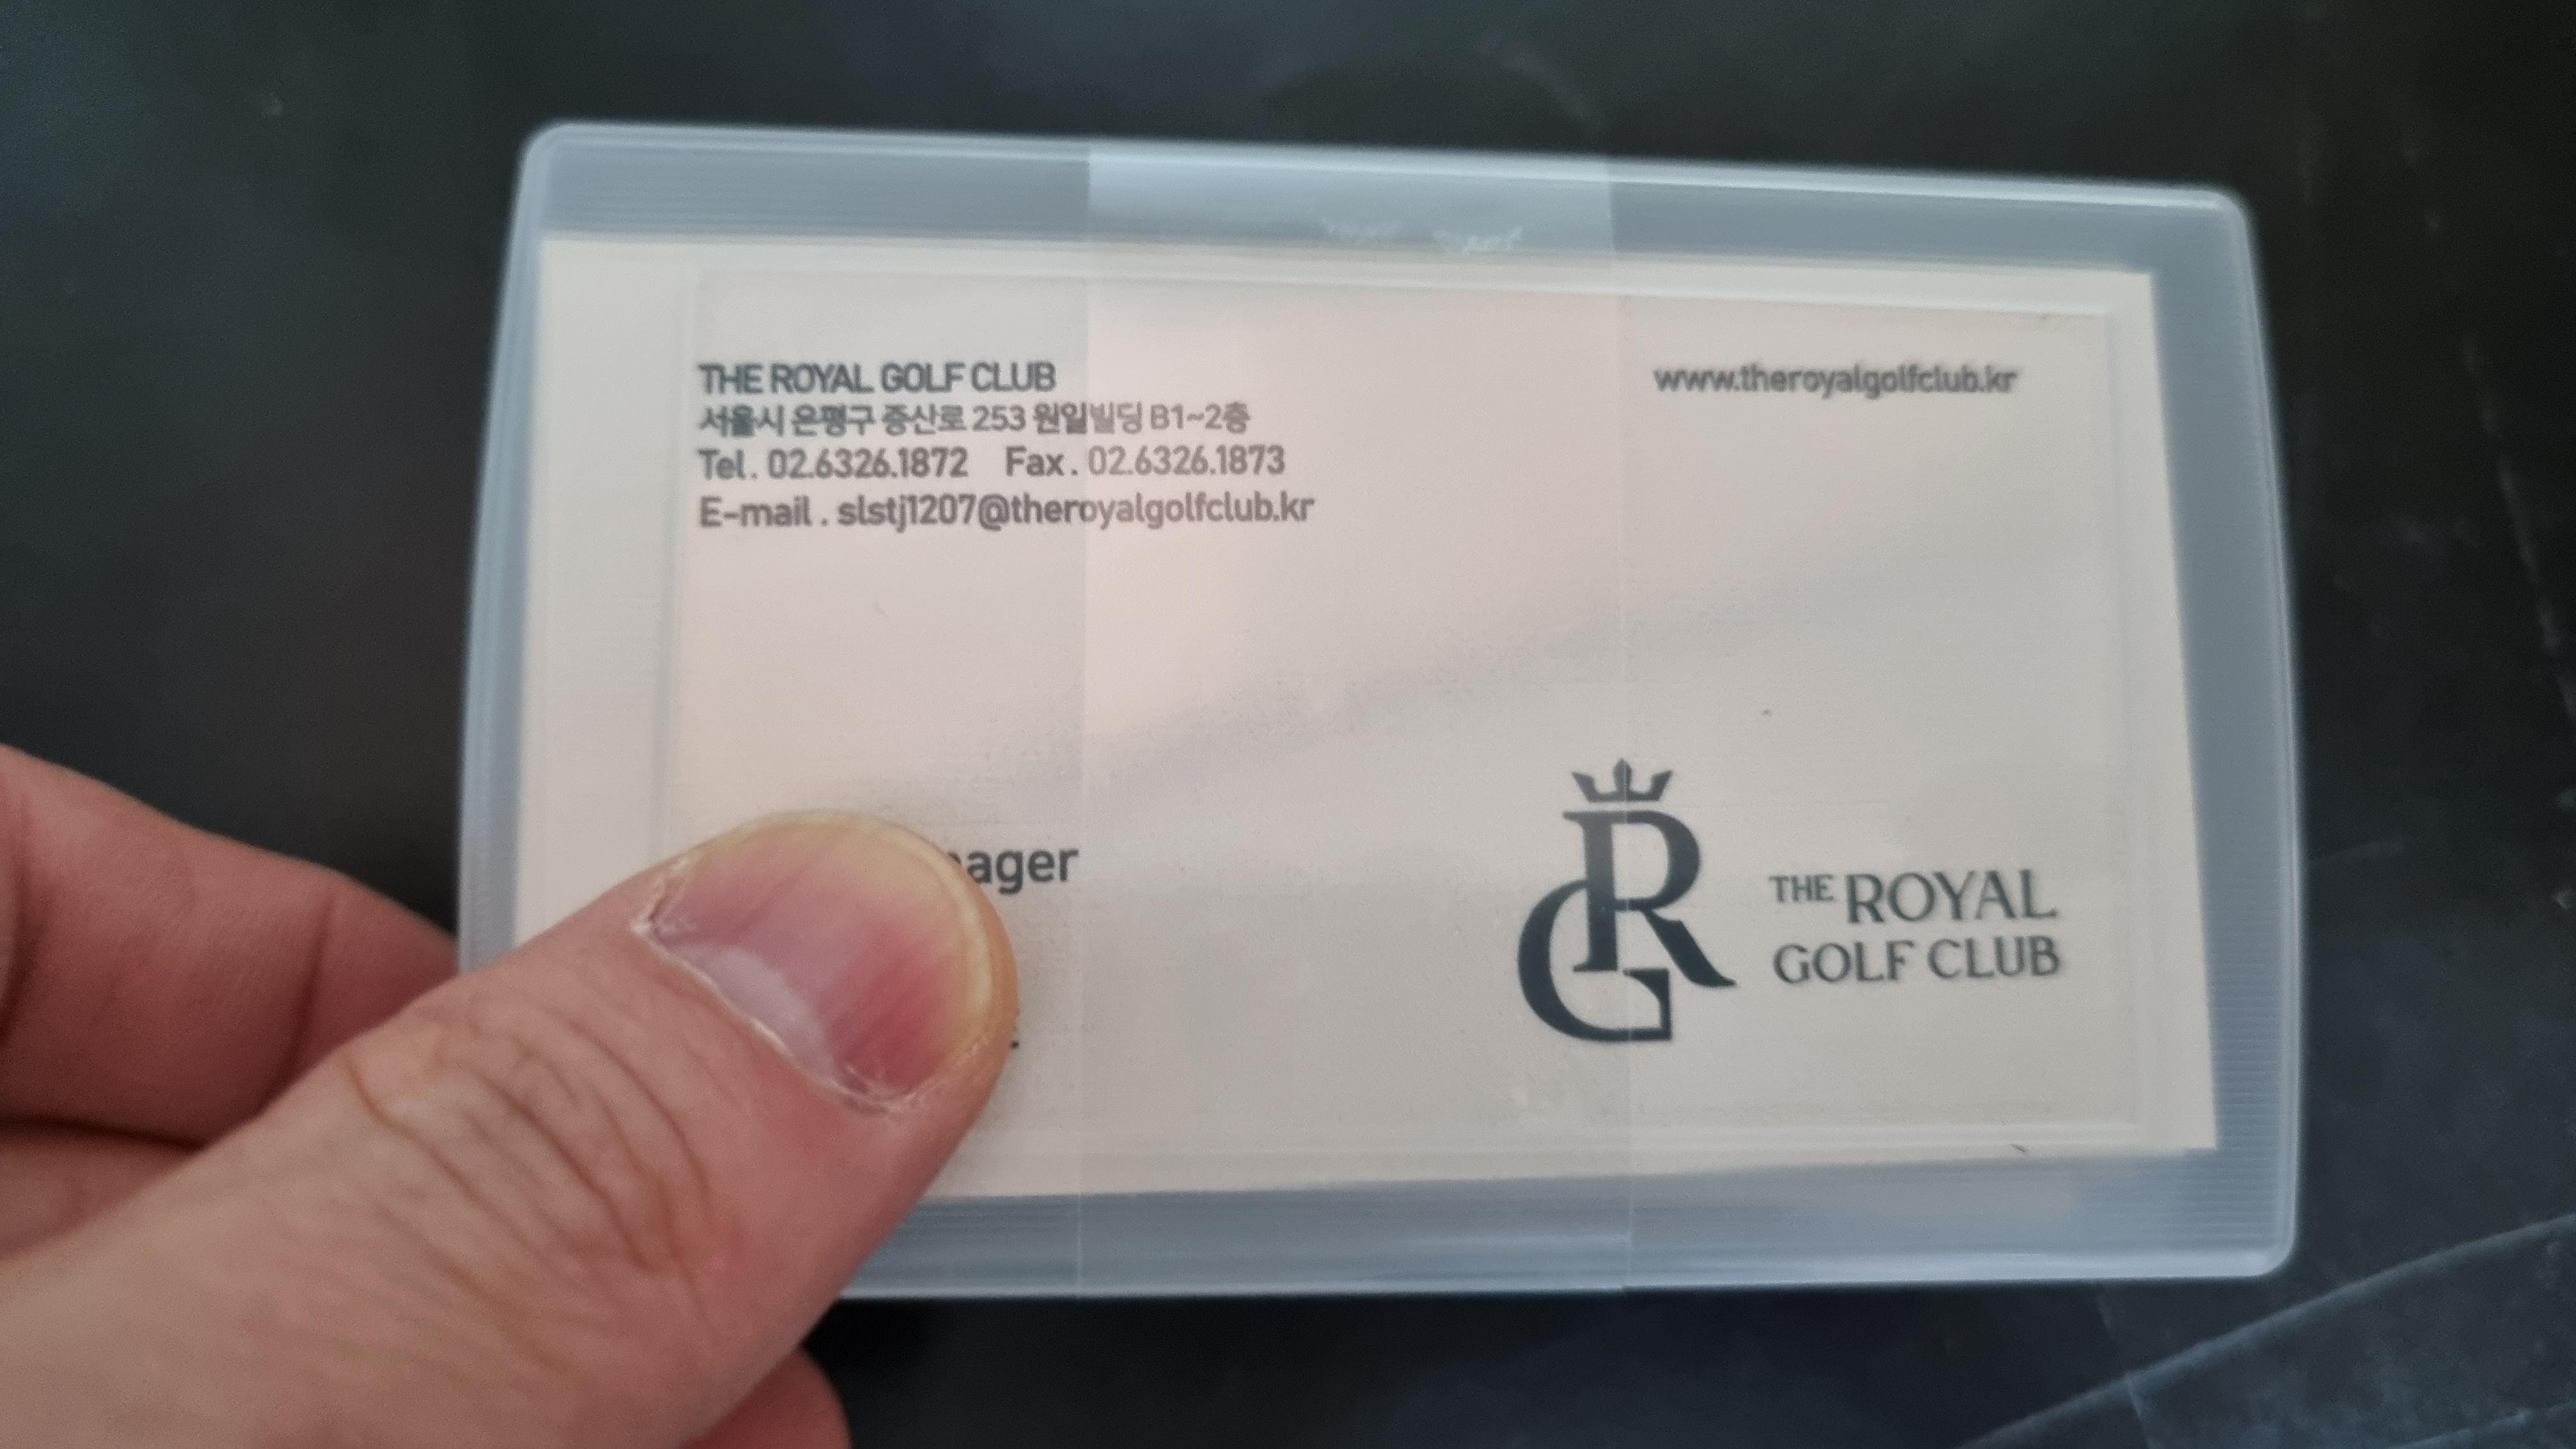 THE ROYAL GOLF CLUB
서울시 은평구 증산로 253 원일빌딩 B1~2층
Tel. 02.6326.1872 Fax. 02.6326.1873
E-mail. slstj1207@theroyalgolfclub.kr
www.theroyalgolfclub.kr
THE ROYAL
GOLF CLUB